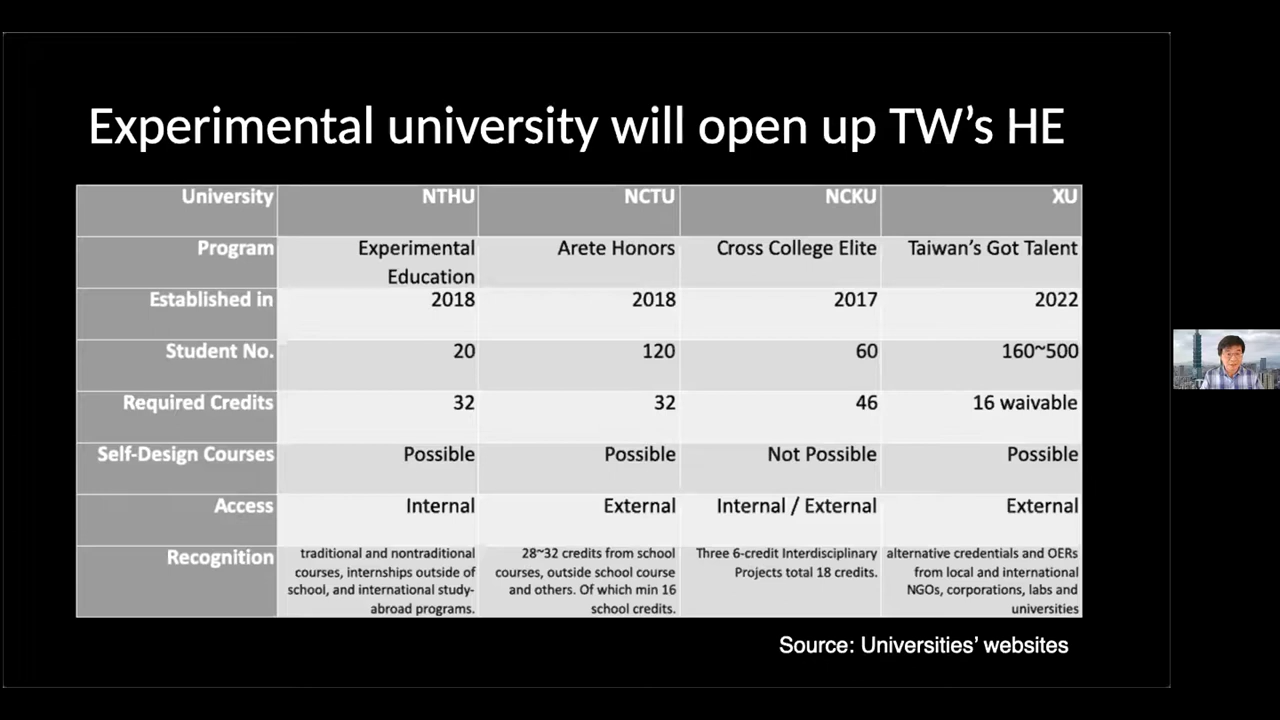 Experimental university will open up TW's HE
University NTHU NCTU NCKU XU
Program Experimental Education Arete Honors Cross College Elite Taiwan's Got Talent
Established in 2018 2018 2017 2022
Student No. 20 120 60 160~500
Required Credits 32 32 46 16 waivable
Self-Design Courses Possible Possible Not Possible Possible
Access Internal External Internal / External External
Recognition
traditional and nontraditional
courses, internships outside of
school, and international study-
abroad programs.
28~32 credits from school
courses, outside school course
and others. Of which min 16
school credits.
Three 6-credit Interdisciplinary
Projects total 18 credits.
alternative credentials and OERs
from local and international
NGOs, corporations, labs and
universities
Source: Universities' websites